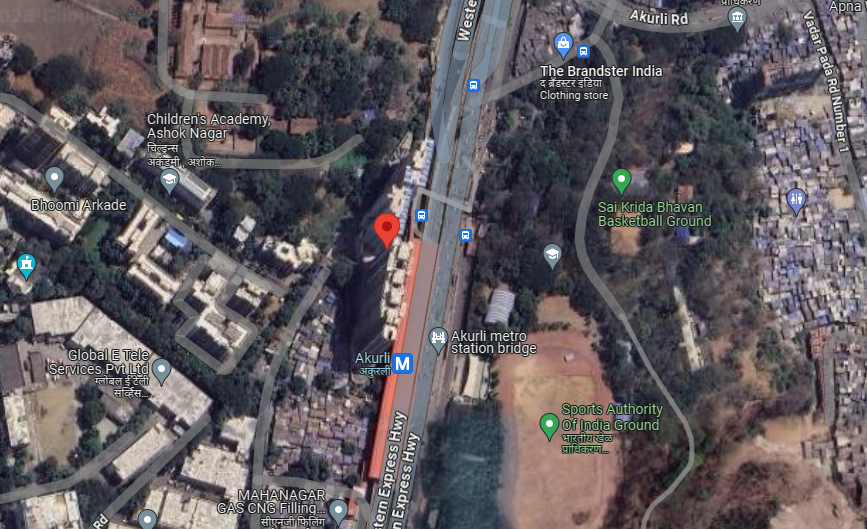 Akurli Rd
प्राधिकरण
Apna
Weste
Vadar Pada Rd Number 1
The Brandster India
द ब्रँडस्टर इंडिया
Clothing store
Children's Academy,
Ashok Nagar
चिल्ड्रन्स
अकॅडमी, अशोक...
Bhoomi Arkade
Sai Krida Bhavan
Basketball Ground
Akurli metro
station bridge
Akurli
अकुरली
M
Global E Tele
Services Pvt Ltd
ग्लोबल ई टेली
सर्व्हिस...
Sports Authority
Of India Ground
भारतीय खेळ
प्राधिकरण...
tern Express Hwy
n Express Hwy
MAHANAGAR
GAS CNG Filling...
सीएनजी फिलिंग
Rd